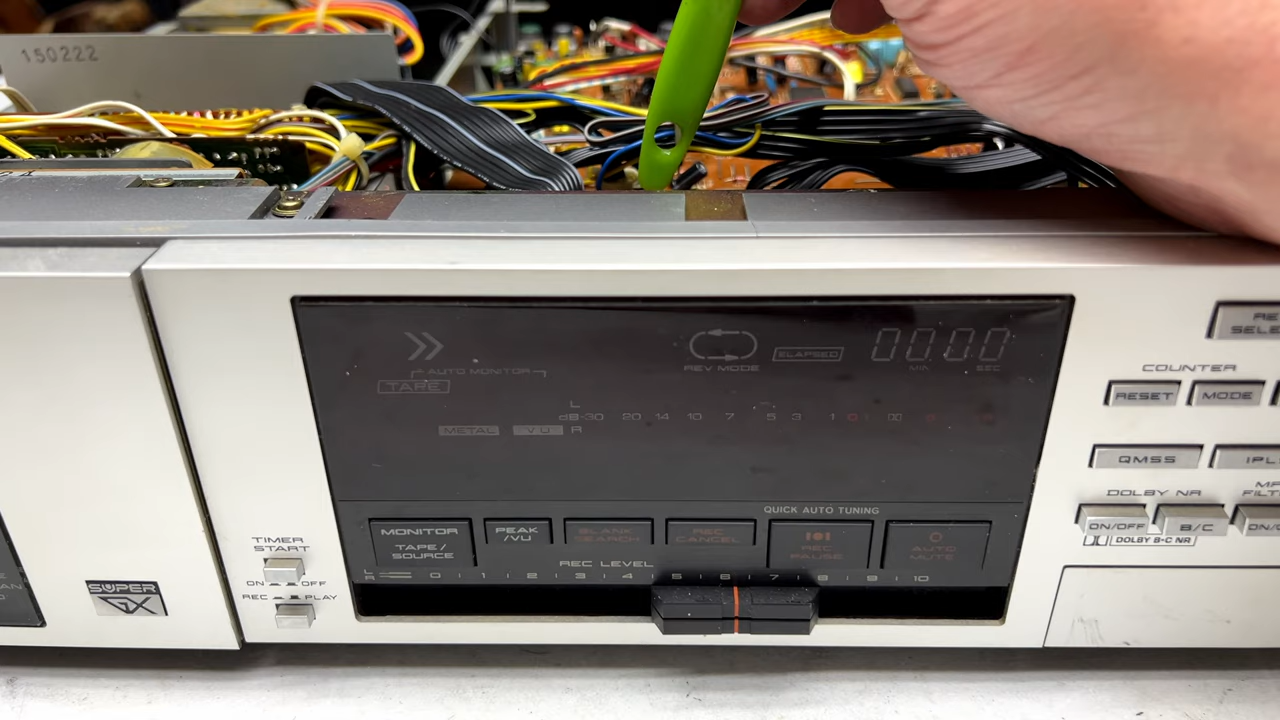 150222
REV MODE
ELAPSED
00:00
MIN SEC
AUTO MONITOR
TAPE
L
dB-30 20 14 10 7 5 3 1 0 1
METAL VU R
COUNTER
RESET MODE
QMSS
DOLBY NR
ON/OFF B/C
DOLBY B-C NR
QUICK AUTO TUNING
MONITOR
TAPE/
SOURCE
PEAK
/VU
BLANK
SEARCH
REC
CANCEL
REC
PAUSE
AUTO
MUTE
REC LEVEL
L
R 0 1 2 3 4 5 6 7 8 9 10
TIMER
START
ON OFF
REC PLAY
SUPER
GX